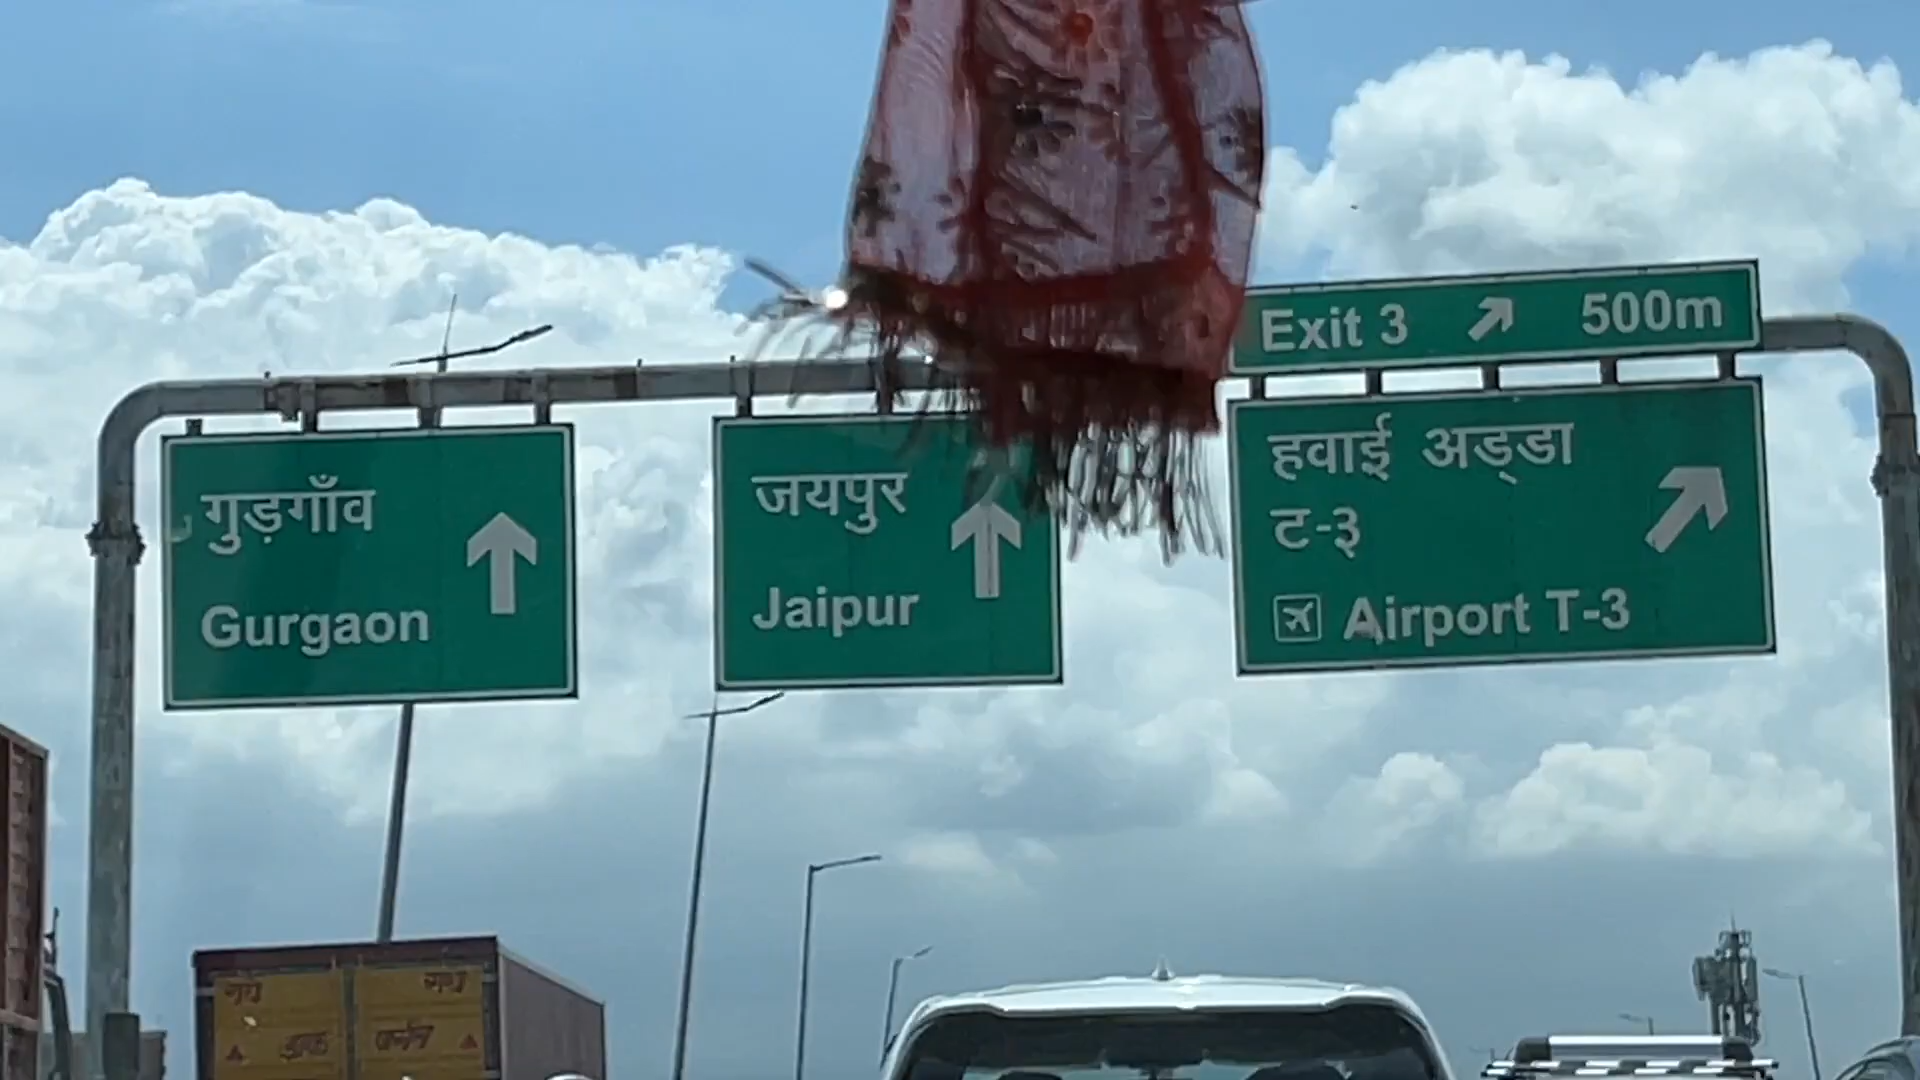 Exit 3 500m
गुड़गाँव
Gurgaon
जयपुर
Jaipur
हवाई अड्डा
ट-३
Airport T-3